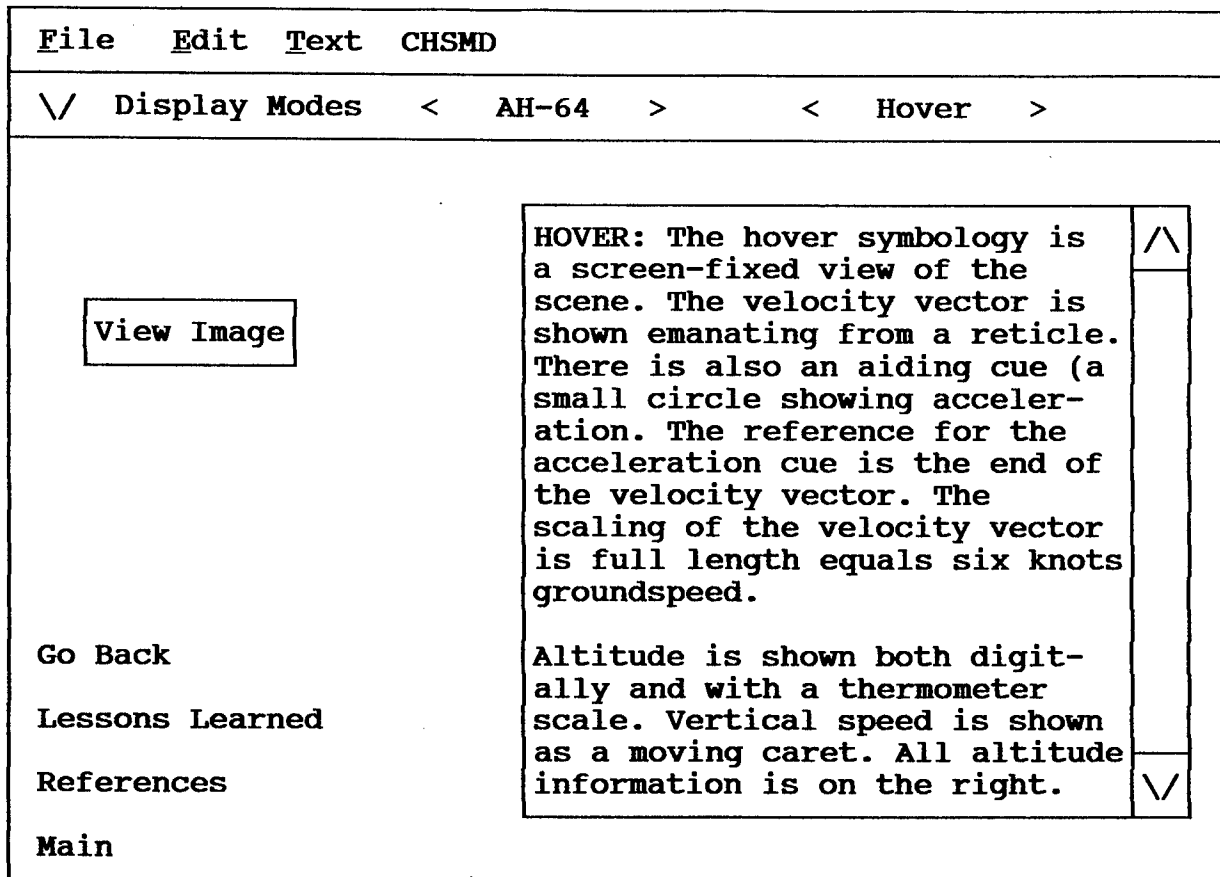 File Edit Text CHSMD
\/ Display Modes < AH-64 > < Hover >
View Image
HOVER: The hover symbology is
a screen-fixed view of the
scene. The velocity vector is
shown emanating from a reticle.
There is also an aiding cue (a
small circle showing acceler-
ation. The reference for the
acceleration cue is the end of
the velocity vector. The
scaling of the velocity vector
is full length equals six knots
groundspeed.
Altitude is shown both digit-
ally and with a thermometer
scale. Vertical speed is shown
as a moving caret. All altitude
information is on the right.
/\
\/
Go Back
Lessons Learned
References
Main